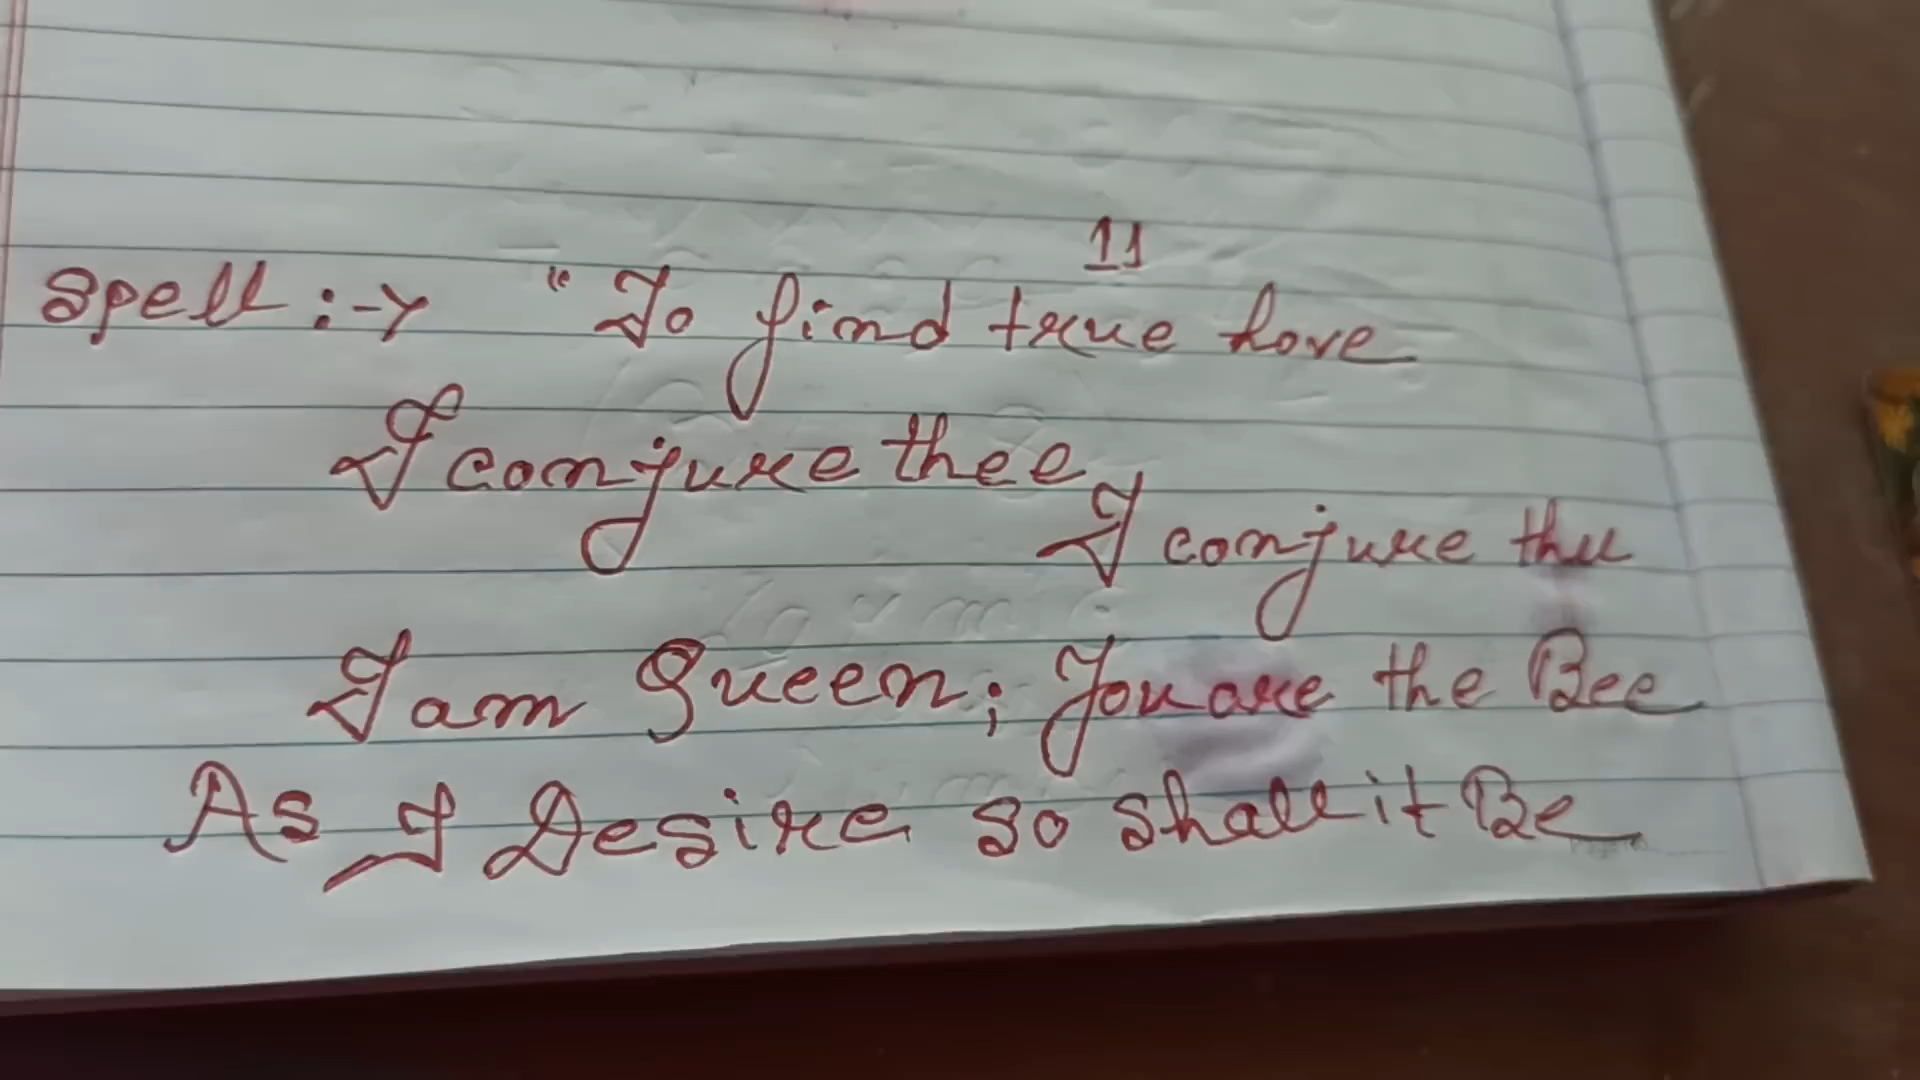 11
Spell :→ "To find true Love
I conjure thee
I conjure thee
I am Queen; You are the Bee
As I Desire so shall it Be